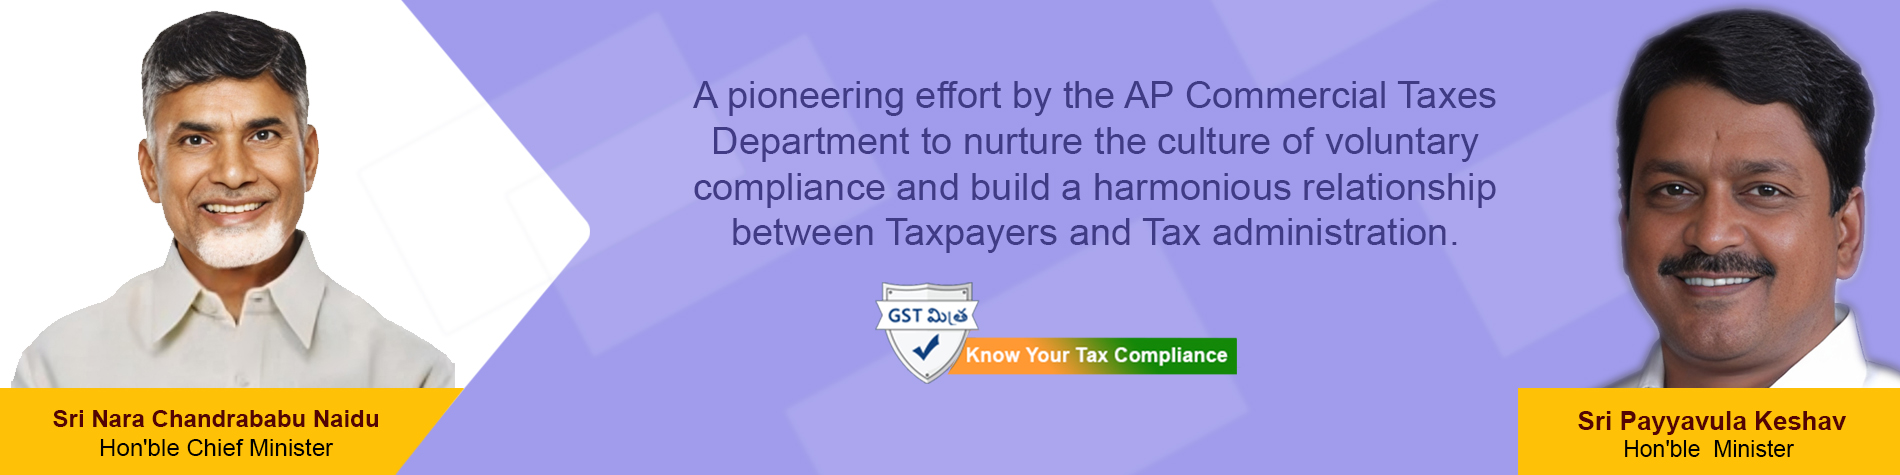 A pioneering effort by the AP Commercial Taxes
Department to nurture the culture of voluntary
compliance and build a harmonious relationship
between Taxpayers and Tax administration.
GST మిత్ర
Know Your Tax Compliance
Sri Nara Chandrababu Naidu
Hon'ble Chief Minister
Sri Payyavula Keshav
Hon'ble  Minister